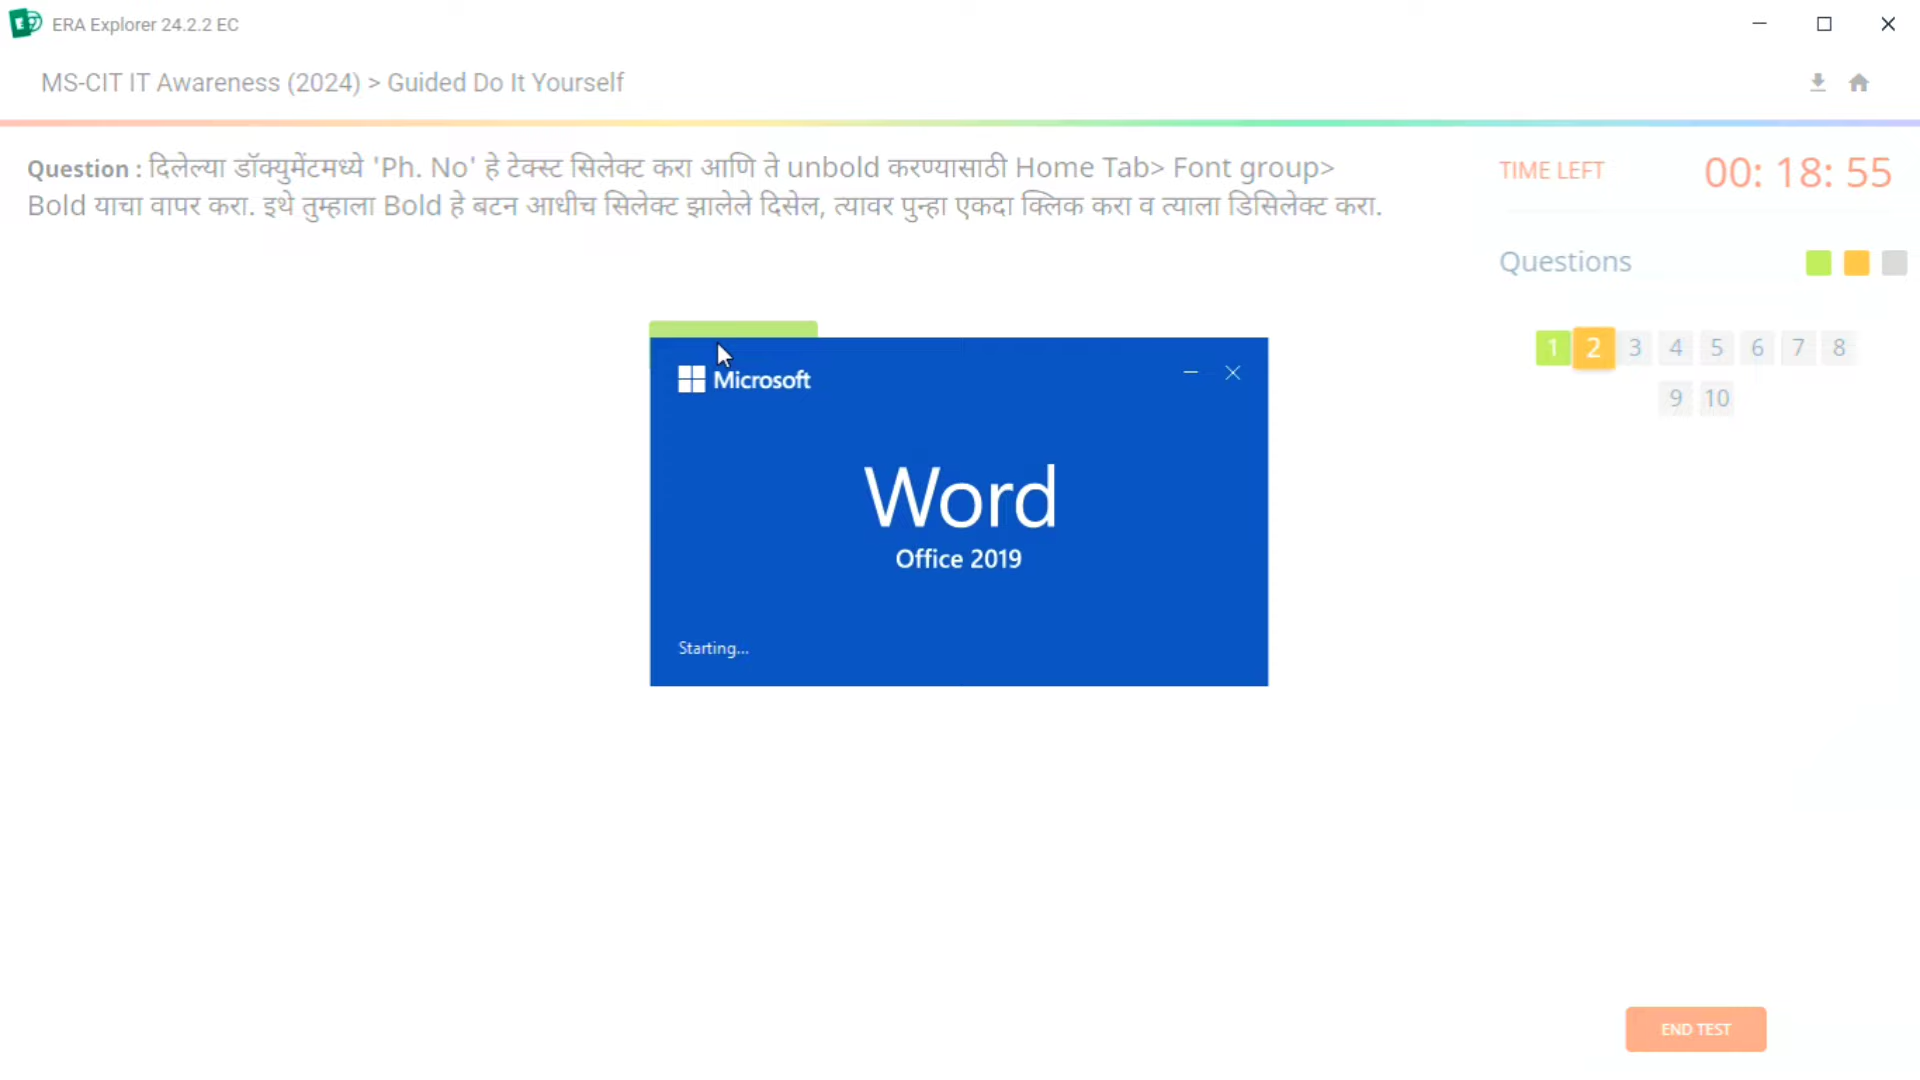 ERA Explorer 24.2.2 EC
MS-CIT IT Awareness (2024) > Guided Do It Yourself
Question : दिलेल्या डॉक्युमेंटमध्ये 'Ph. No' हे टेक्स्ट सिलेक्ट करा आणि ते unbold करण्यासाठी Home Tab> Font group>
Bold याचा वापर करा. इथे तुम्हाला Bold हे बटन आधीच सिलेक्ट झालेले दिसेल, त्यावर पुन्हा एकदा क्लिक करा व त्याला डिसिलेक्ट करा.
TIME LEFT 00: 18: 55
Questions
1 2 3 4 5 6 7 8
9 10
Microsoft
Word
Office 2019
Starting...
END TEST